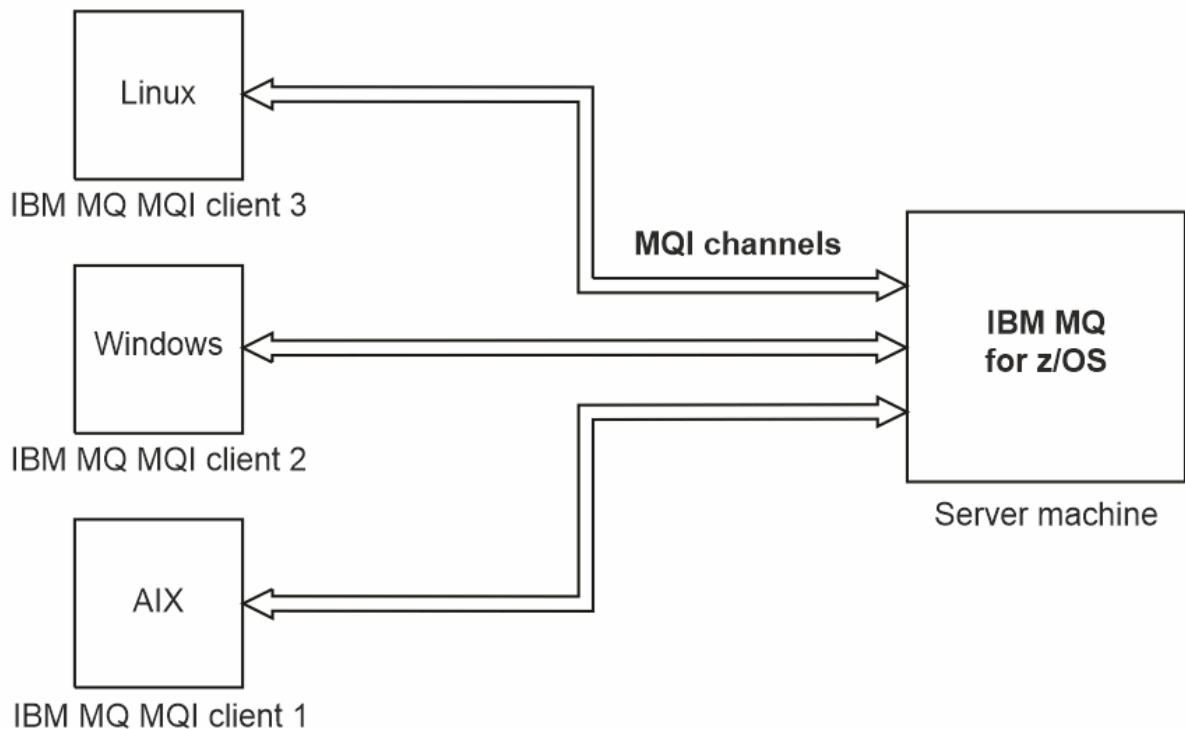 Linux
IBM MQ MQI client 3
MQI channels
Windows
IBM MQ MQI client 2
IBM MQ
for z/OS
Server machine
AIX
IBM MQ MQI client 1